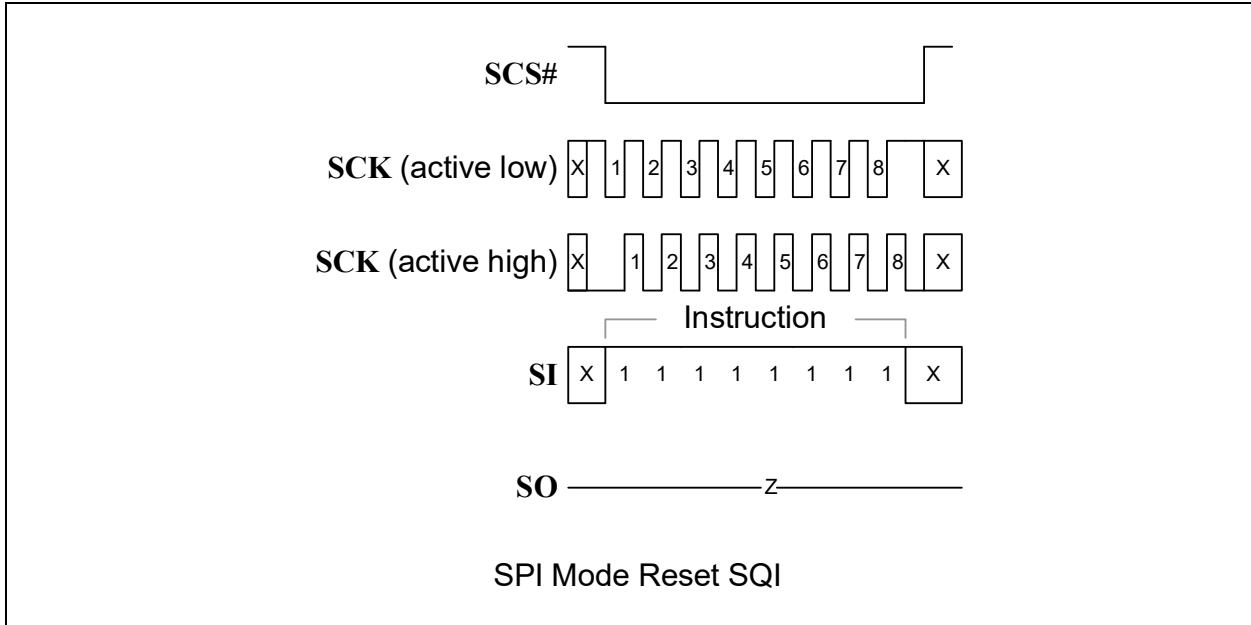 SCS#
SCK (active low) X 1 2 3 4 5 6 7 8 X
SCK (active high) X 1 2 3 4 5 6 7 8 X
Instruction
SI X 1 1 1 1 1 1 1 1 X
SO Z
SPI Mode Reset SQI